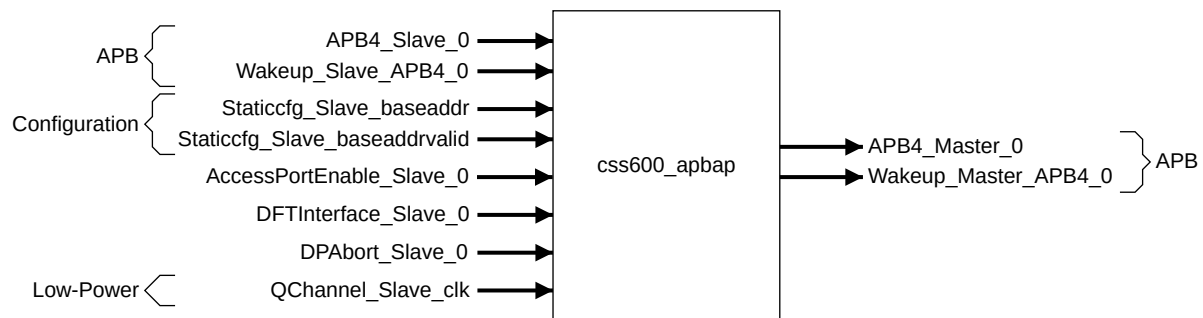 APB
APB4_Slave_0
Wakeup_Slave_APB4_0
Configuration
Staticcfg_Slave_baseaddr
Staticcfg_Slave_baseaddrvalid
AccessPortEnable_Slave_0
DFTInterface_Slave_0
DPAbort_Slave_0
Low-Power
QChannel_Slave_clk
css600_apbap
APB4_Master_0
Wakeup_Master_APB4_0
APB